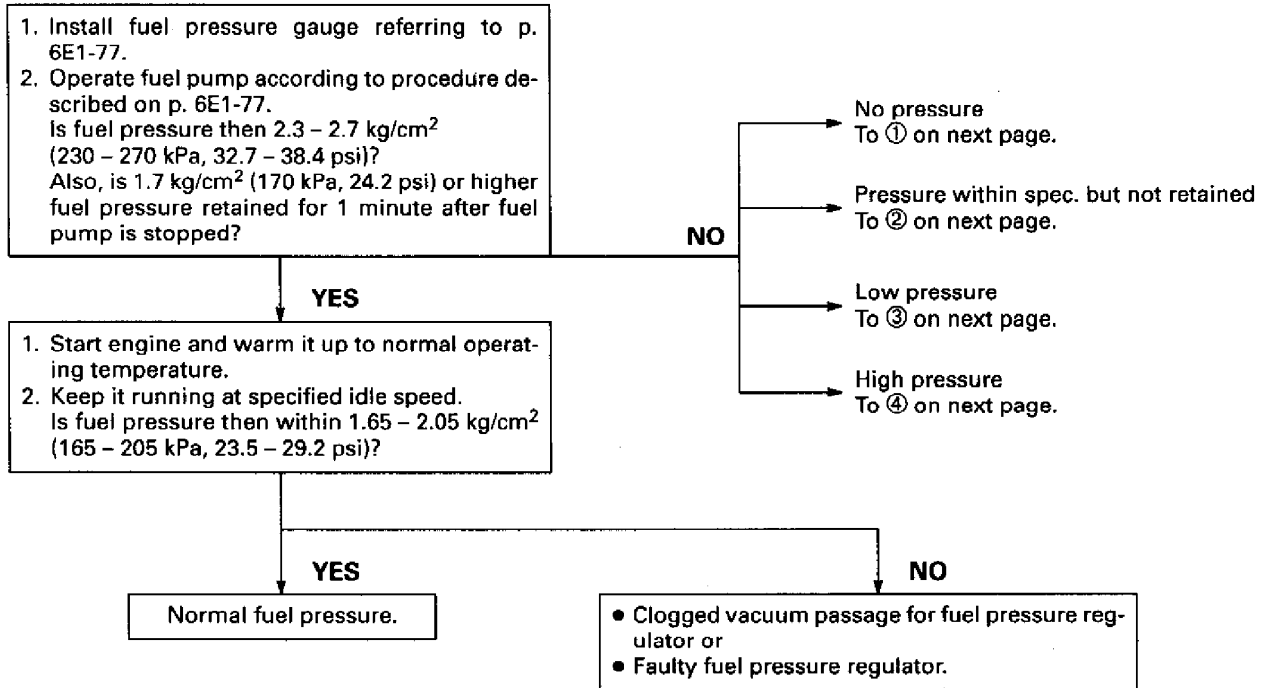 1. Install fuel pressure gauge referring to p.
6E1-77.
2. Operate fuel pump according to procedure de-
scribed on p. 6E1-77.
Is fuel pressure then 2.3 – 2.7 kg/cm²
(230 – 270 kPa, 32.7 – 38.4 psi)?
Also, is 1.7 kg/cm² (170 kPa, 24.2 psi) or higher
fuel pressure retained for 1 minute after fuel
pump is stopped?
NO
No pressure
To ① on next page.
Pressure within spec. but not retained
To ② on next page.
Low pressure
To ③ on next page.
High pressure
To ④ on next page.
YES
1. Start engine and warm it up to normal operat-
ing temperature.
2. Keep it running at specified idle speed.
Is fuel pressure then within 1.65 – 2.05 kg/cm²
(165 – 205 kPa, 23.5 – 29.2 psi)?
YES
Normal fuel pressure.
NO
● Clogged vacuum passage for fuel pressure reg-
ulator or
● Faulty fuel pressure regulator.